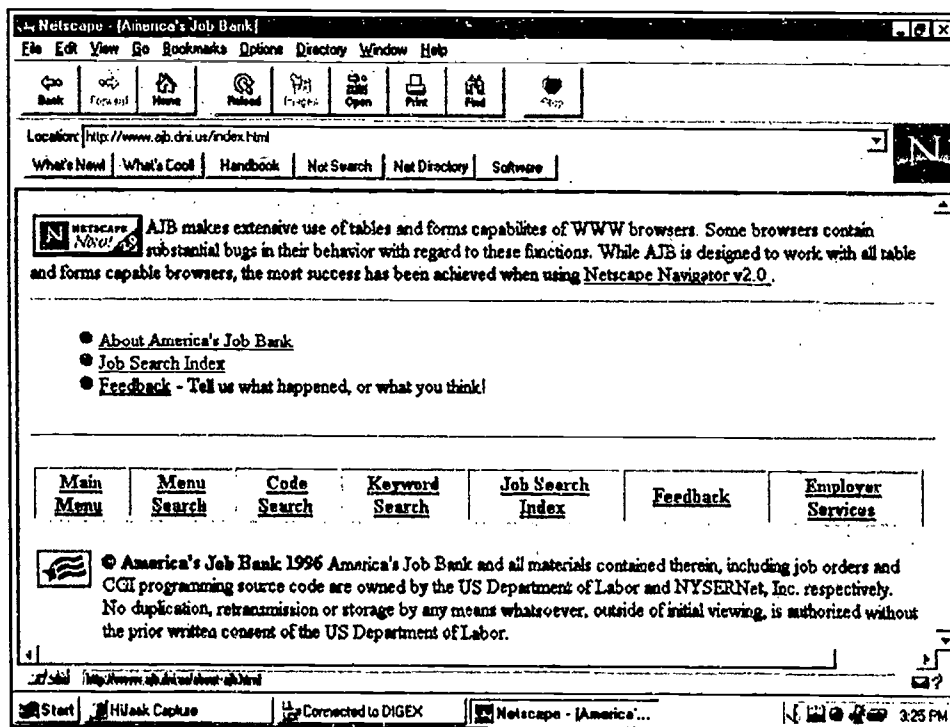 Netscape - [America's Job Bank]
File Edit View Go Bookmarks Options Directory Window Help
Back Forward Home Reload Images Open Print Find Stop
Location: http://www.ajb.dni.us/index.html
What's New! What's Cool! Handbook Net Search Net Directory Software
N NETSCAPE Now! AJB makes extensive use of tables and forms capabilites of WWW browsers. Some browsers contain
substantial bugs in their behavior with regard to these functions. While AJB is designed to work with all table
and forms capable browsers, the most success has been achieved when using Netscape Navigator v2.0 .
About America's Job Bank
Job Search Index
Feedback - Tell us what happened, or what you think!
Main Menu Code Keyword Job Search Feedback Employer
Menu Search Search Search Index Services
© America's Job Bank 1996 America's Job Bank and all materials contained therein, including job orders and
CGI programming source code are owned by the US Department of Labor and NYSERNet, Inc. respectively.
No duplication, retransmission or storage by any means whatsoever, outside of initial viewing, is authorized without
the prior written consent of the US Department of Labor.
Start HiJaak Capture Connected to DIGEX Netscape - [America'... 3:25 PM